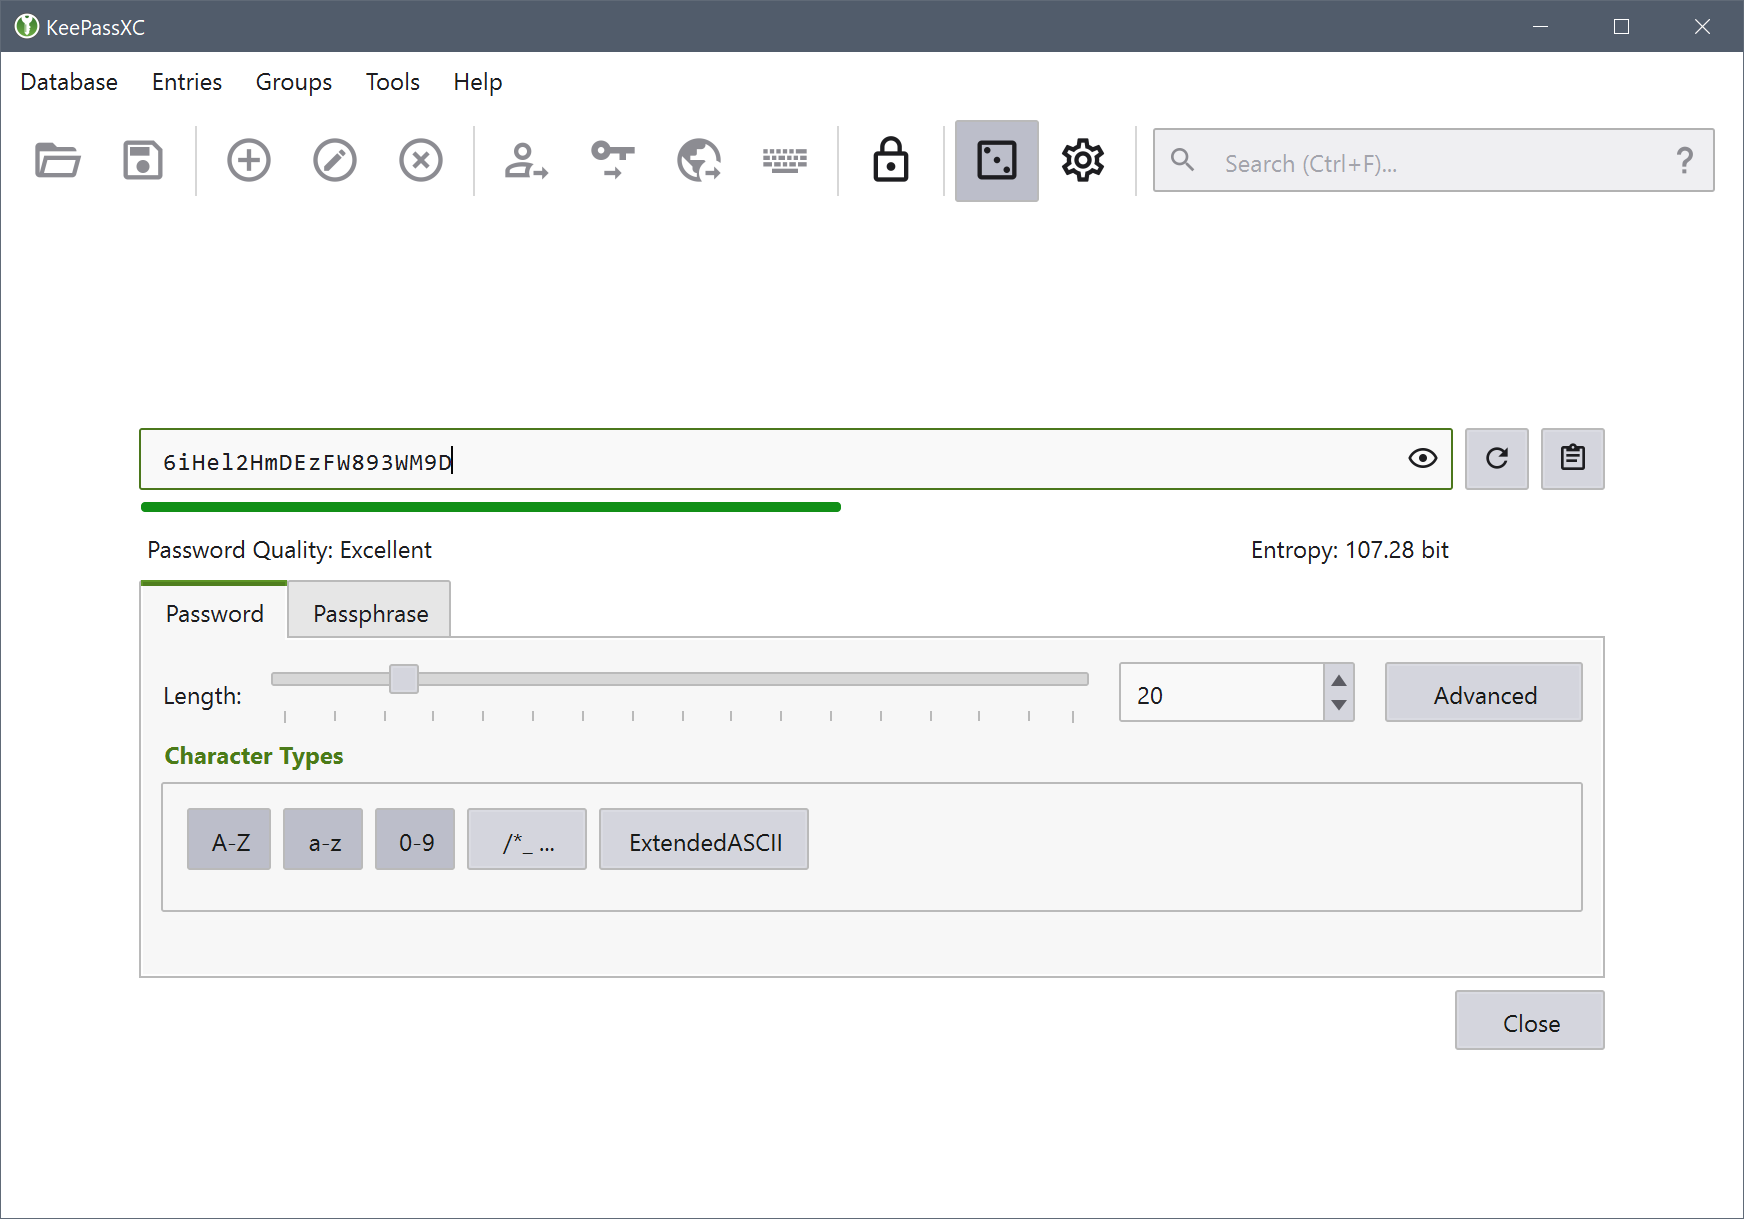 KeePassXC
Database Entries Groups Tools Help
Search (Ctrl+F)... ?
6iHel2HmDEzFW893WM9D
Password Quality: Excellent Entropy: 107.28 bit
Password Passphrase
Length: 20 Advanced
Character Types
A-Z a-z 0-9 /*_ ... ExtendedASCII
Close